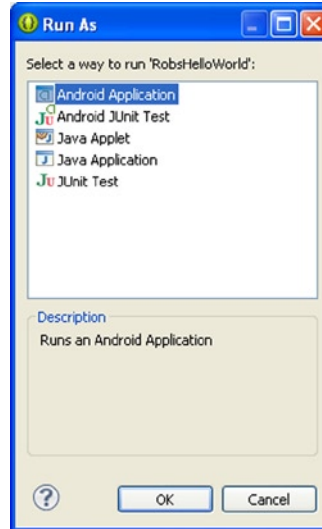 Run As
Select a way to run 'RobsHelloWorld':
Android Application
Android JUnit Test
Java Applet
Java Application
JUnit Test
Description
Runs an Android Application
OK
Cancel